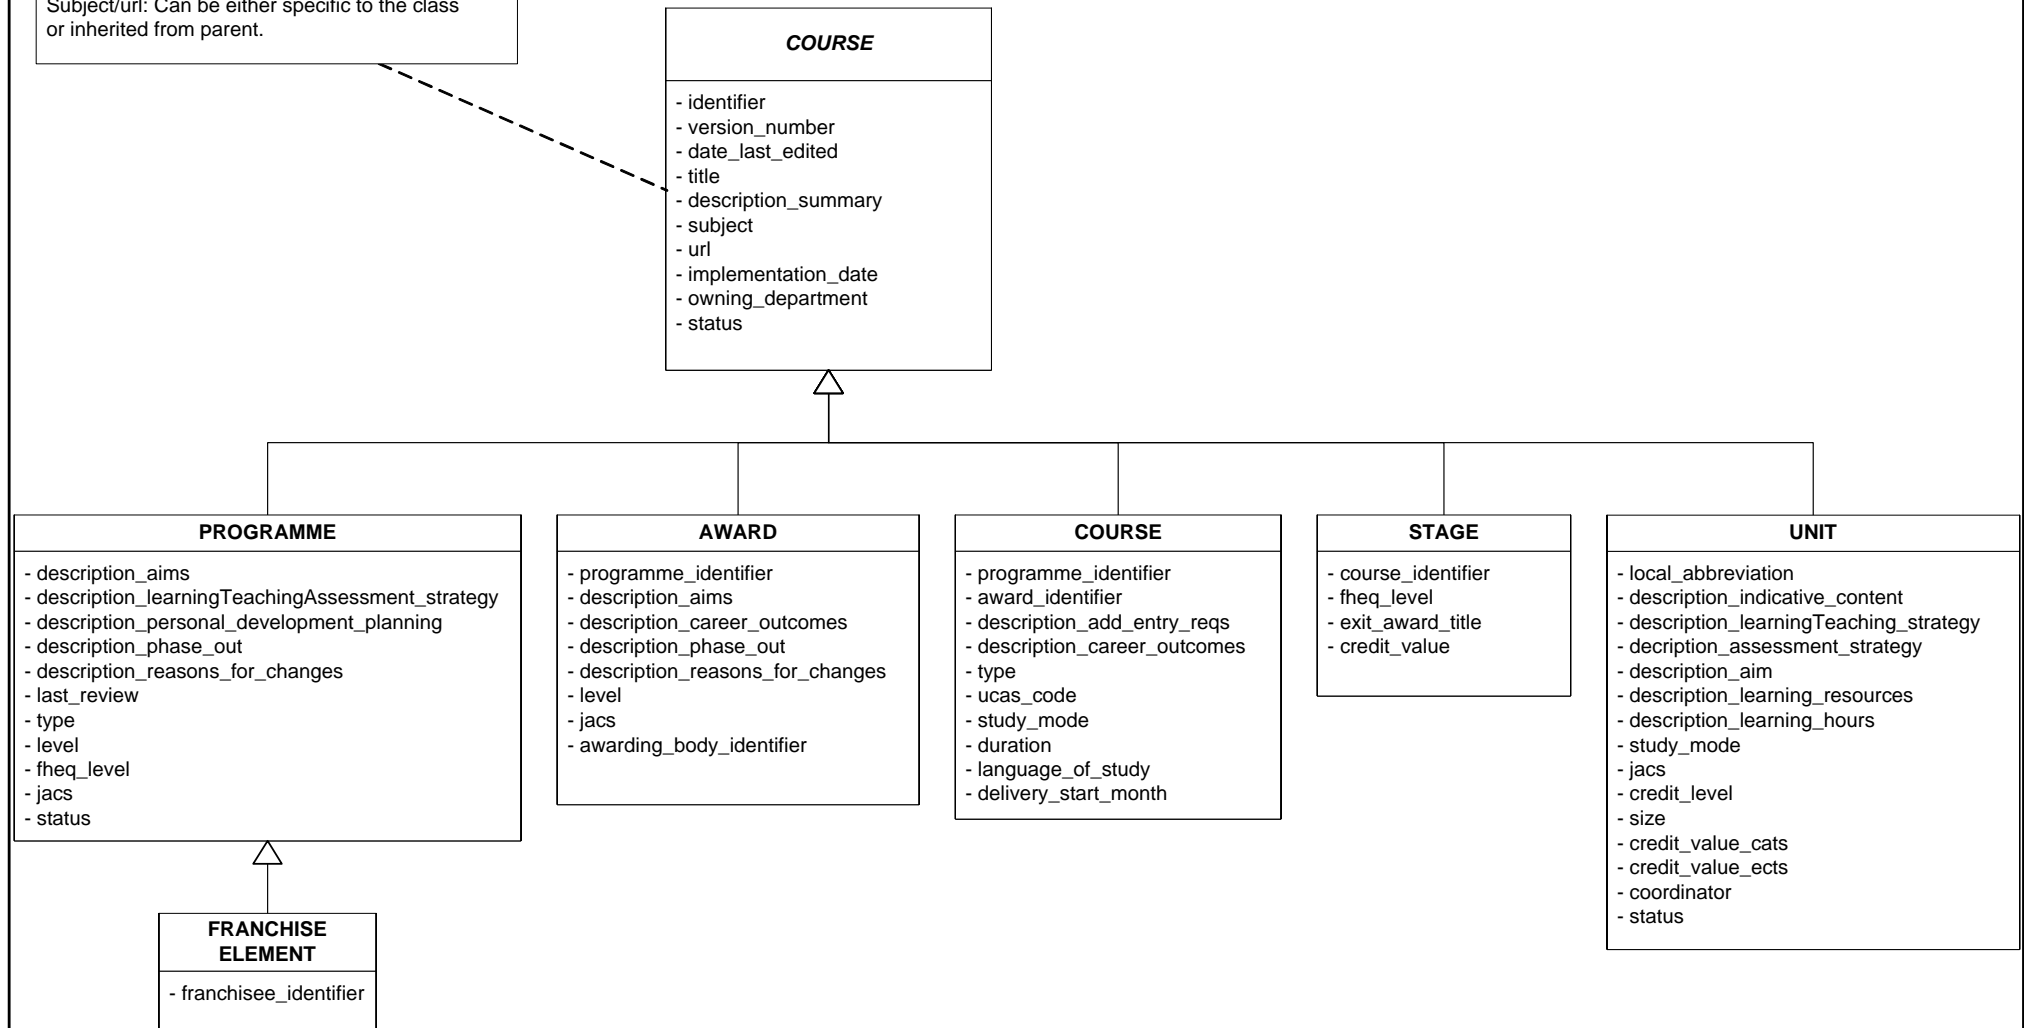 Subject/url: Can be either specific to the class
or inherited from parent.
COURSE
- identifier
- version_number
- date_last_edited
- title
- description_summary
- subject
- url
- implementation_date
- owning_department
- status
PROGRAMME
- description_aims
- description_learningTeachingAssessment_strategy
- description_personal_development_planning
- description_phase_out
- description_reasons_for_changes
- last_review
- type
- level
- fheq_level
- jacs
- status
AWARD
- programme_identifier
- description_aims
- description_career_outcomes
- description_phase_out
- description_reasons_for_changes
- level
- jacs
- awarding_body_identifier
COURSE
- programme_identifier
- award_identifier
- description_add_entry_reqs
- description_career_outcomes
- type
- ucas_code
- study_mode
- duration
- language_of_study
- delivery_start_month
STAGE
- course_identifier
- fheq_level
- exit_award_title
- credit_value
UNIT
- local_abbreviation
- description_indicative_content
- description_learningTeaching_strategy
- decription_assessment_strategy
- description_aim
- description_learning_resources
- description_learning_hours
- study_mode
- jacs
- credit_level
- size
- credit_value_cats
- credit_value_ects
- coordinator
- status
FRANCHISE
ELEMENT
- franchisee_identifier